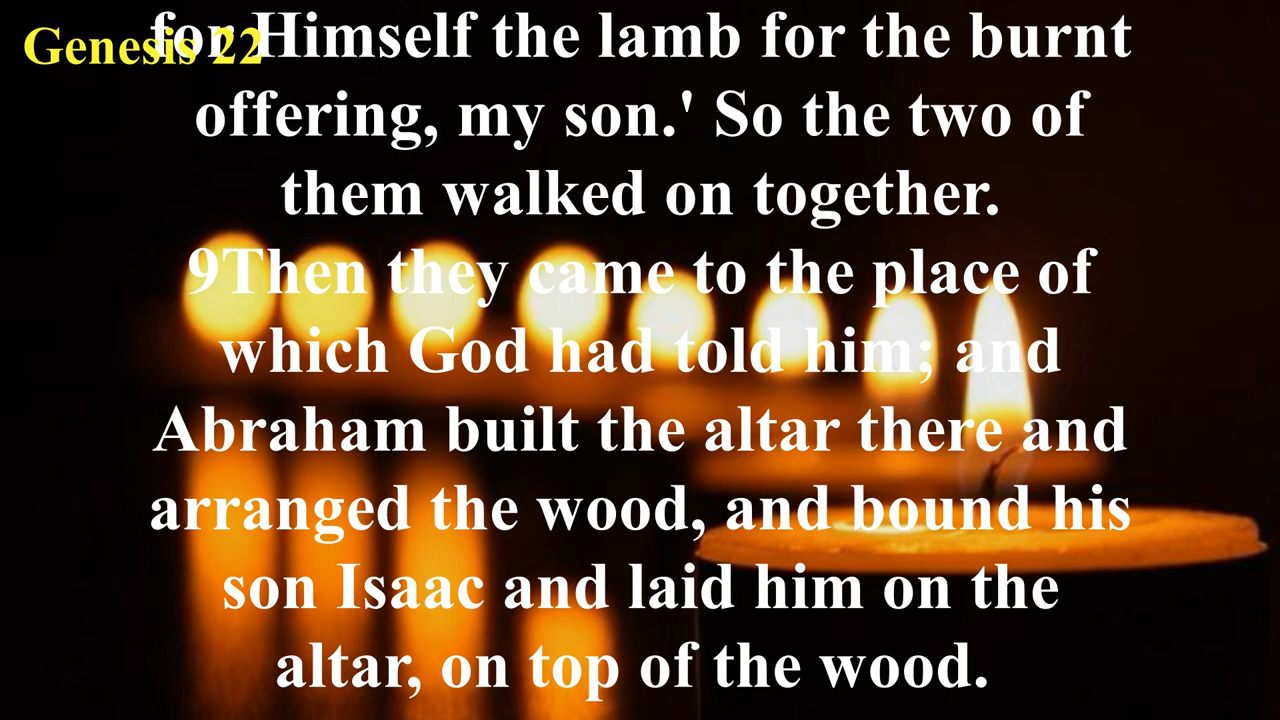 Genesis 22
for Himself the lamb for the burnt
offering, my son.' So the two of
them walked on together.
9Then they came to the place of
which God had told him; and
Abraham built the altar there and
arranged the wood, and bound his
son Isaac and laid him on the
altar, on top of the wood.